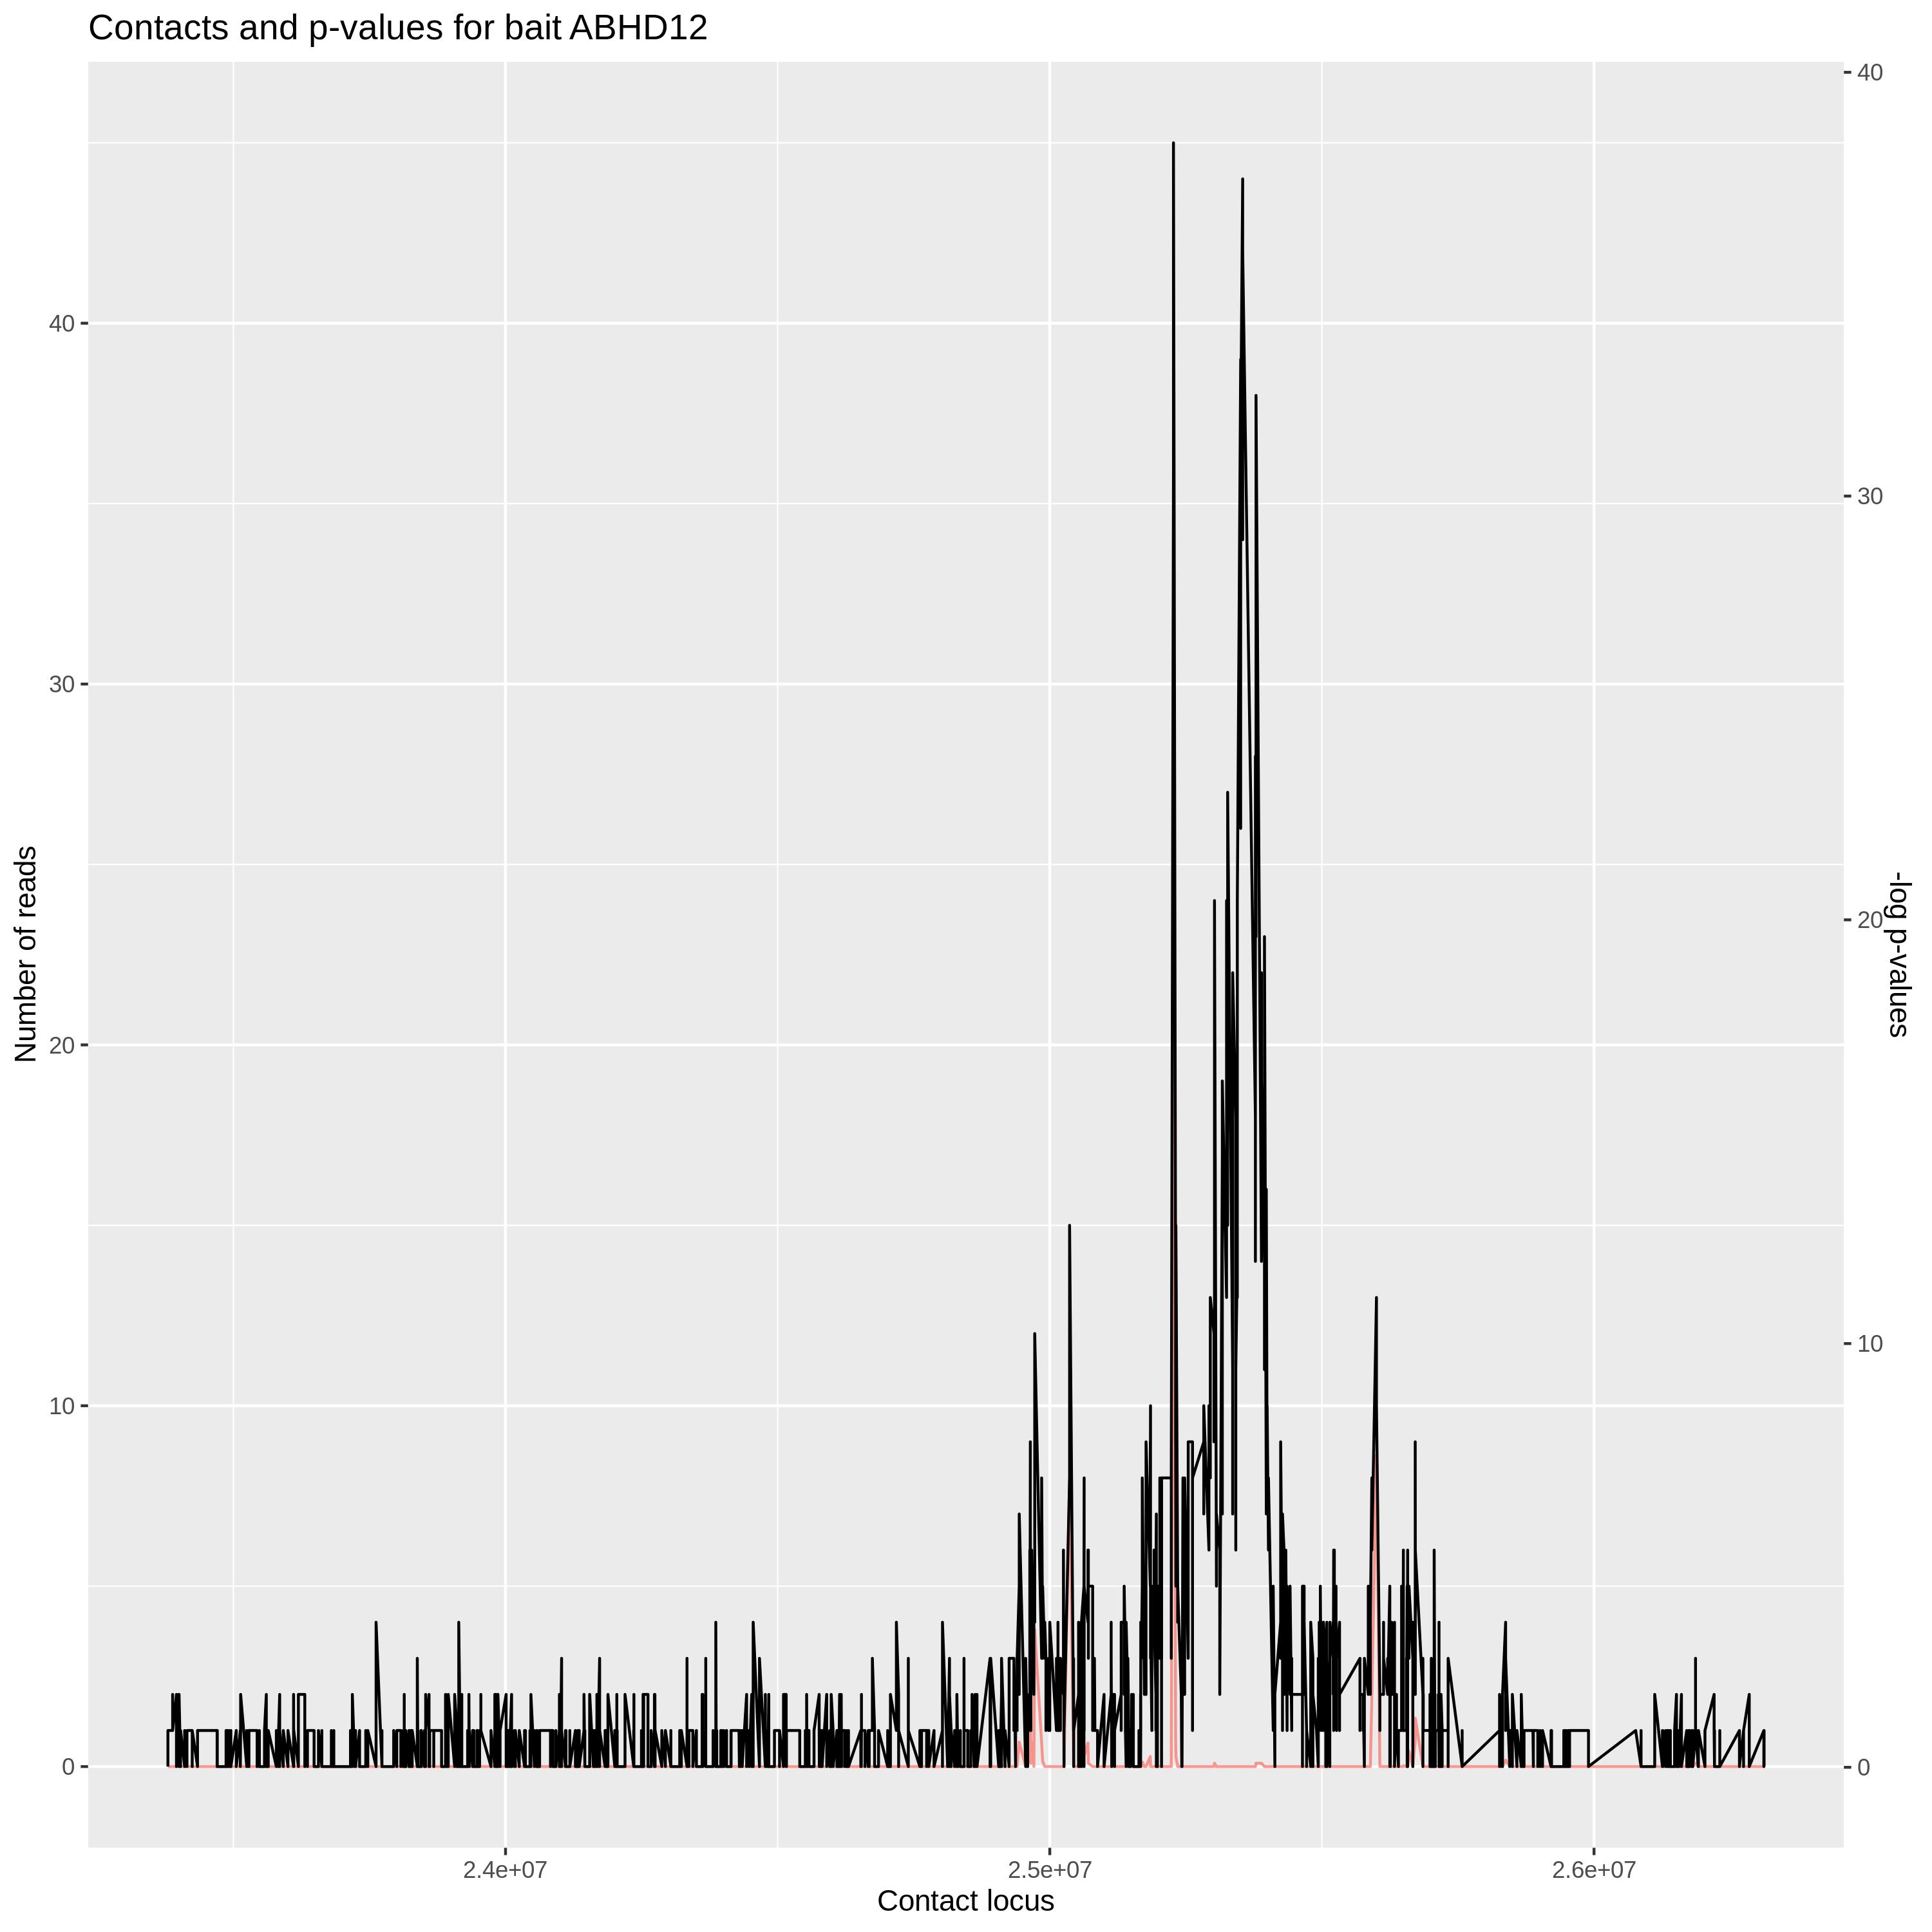 Contacts and p-values for bait ABHD12
Number of reads
40
30
20
10
0
40
30
20
10
0
-log p-values
2.4e+07
2.5e+07
2.6e+07
Contact locus